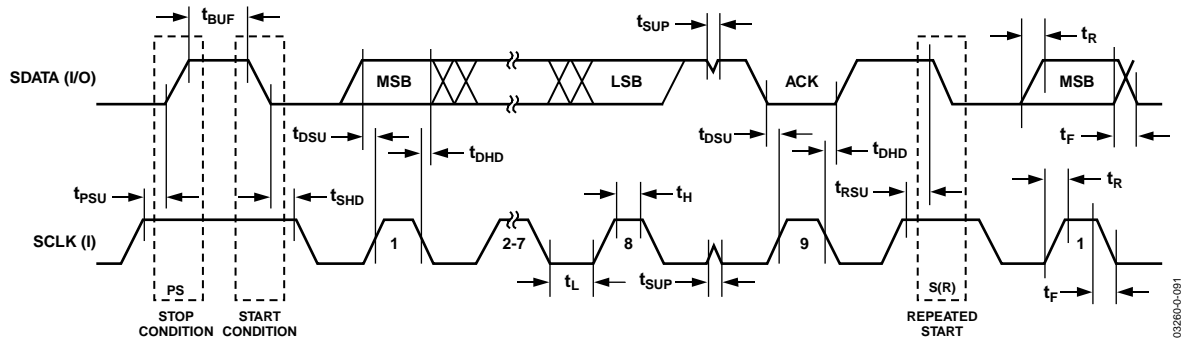 tBUF
tSUP
tR
SDATA (I/O)
MSB
LSB
ACK
MSB
tDSU
tDHD
tDSU
tDHD
tF
tPSU
tSHD
tH
tRSU
tR
SCLK (I)
1
2-7
8
9
1
PS
tL
tSUP
S(R)
tF
STOP
CONDITION
START
CONDITION
REPEATED
START
03260-0-091